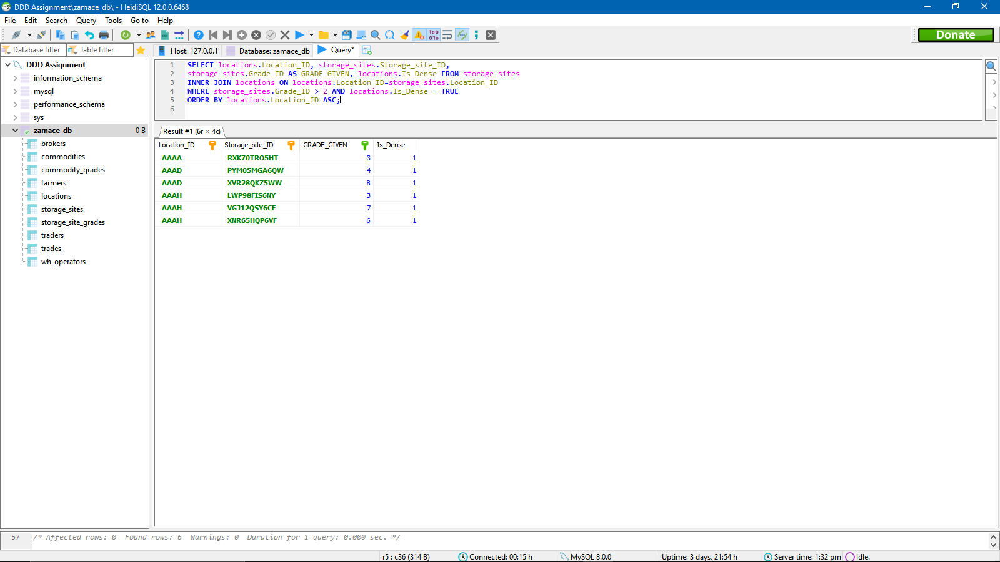 DDD Assignment\zamace_db\ - HeidiSQL 12.0.0.6468
File Edit Search Query Tools Go to Help
Donate
Database filter Table filter
Host: 127.0.0.1 Database: zamace_db Query*
DDD Assignment
information_schema
mysql
performance_schema
sys
zamace_db 0 B
brokers
commodities
commodity_grades
farmers
locations
storage_sites
storage_site_grades
traders
trades
wh_operators
1 SELECT locations.Location_ID, storage_sites.Storage_site_ID,
2 storage_sites.Grade_ID AS GRADE_GIVEN, locations.Is_Dense FROM storage_sites
3 INNER JOIN locations ON locations.Location_ID=storage_sites.Location_ID
4 WHERE storage_sites.Grade_ID > 2 AND locations.Is_Dense = TRUE
5 ORDER BY locations.Location_ID ASC;
6
Result #1 (6r × 4c)
Location_ID Storage_site_ID GRADE_GIVEN Is_Dense
AAAA RXK70TRO5HT 3 1
AAAD PYM05MGA6QW 4 1
AAAD XVR28QKZ5WW 8 1
AAAH LWP98FIS6NY 3 1
AAAH VGJ12QSY6CF 7 1
AAAH XNR65HQP6VF 6 1
57 /* Affected rows: 0 Found rows: 6 Warnings: 0 Duration for 1 query: 0.000 sec. */
r5 : c36 (314 B) Connected: 00:15 h MySQL 8.0.0 Uptime: 3 days, 21:54 h Server time: 1:32 pm Idle.